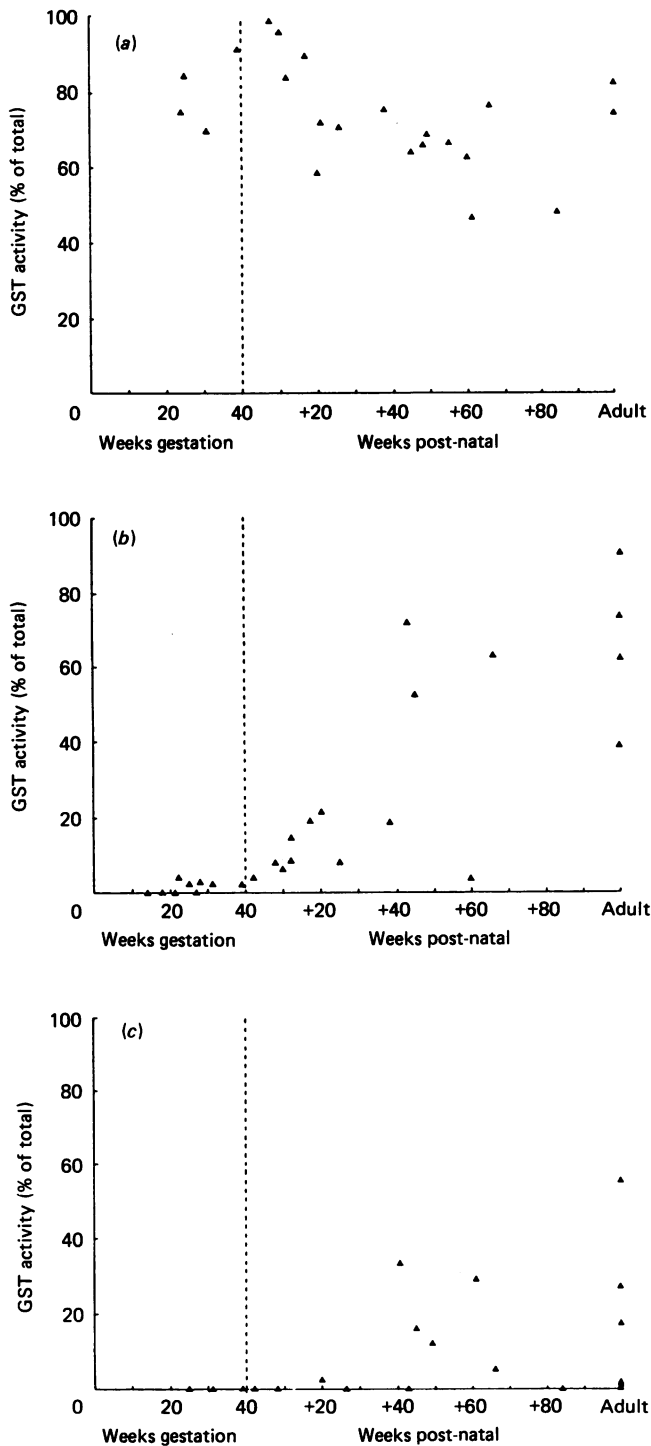 (a)
GST activity (% of total)
100
80
60
40
20
0 20 40 +20 +40 +60 +80 Adult
Weeks gestation Weeks post-natal
(b)
GST activity (% of total)
100
80
60
40
20
0 20 40 +20 +40 +60 +80 Adult
Weeks gestation Weeks post-natal
(c)
GST activity (% of total)
100
80
60
40
20
0 20 40 +20 +40 +60 +80 Adult
Weeks gestation Weeks post-natal